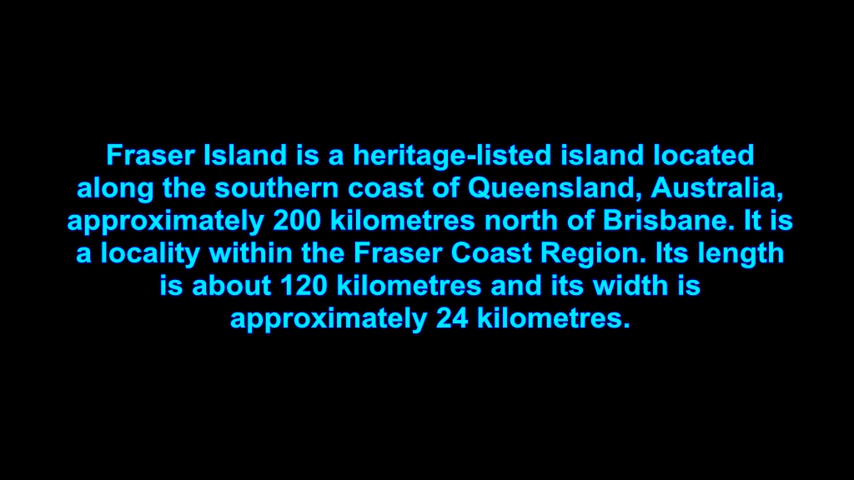 Fraser Island is a heritage-listed island located
along the southern coast of Queensland, Australia,
approximately 200 kilometres north of Brisbane. It is
a locality within the Fraser Coast Region. Its length
is about 120 kilometres and its width is
approximately 24 kilometres.